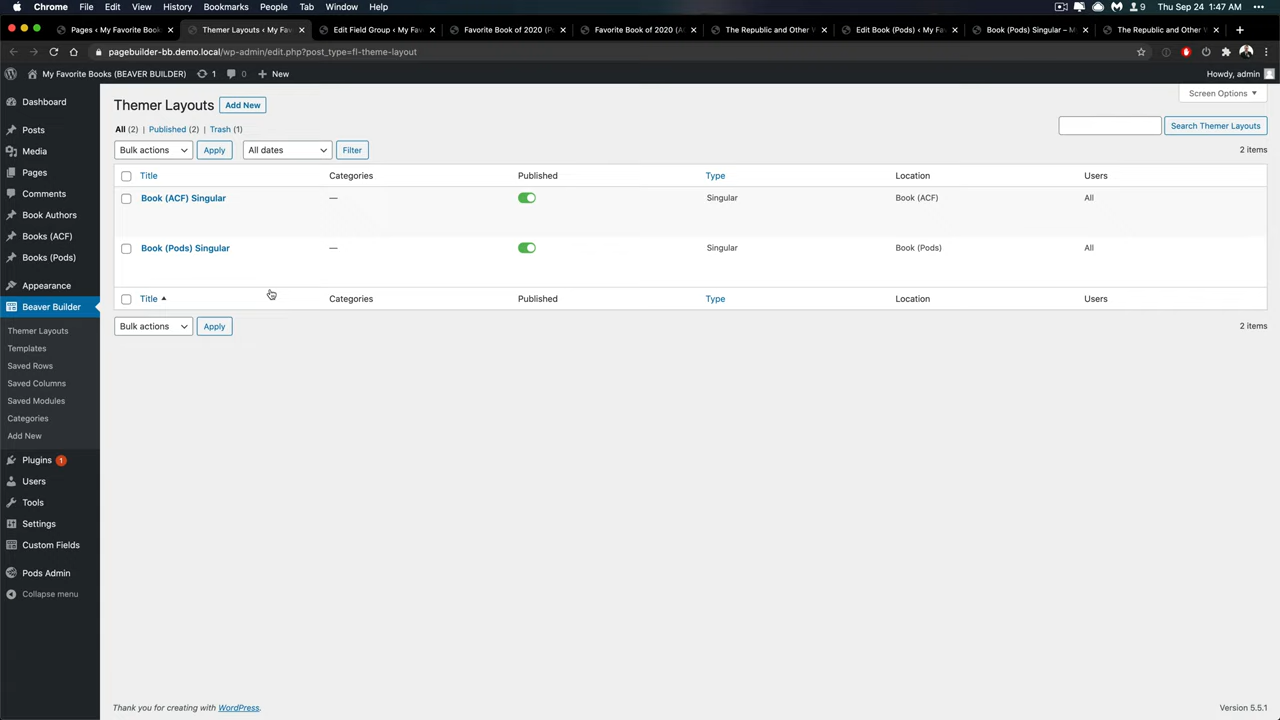 Chrome File Edit View History Bookmarks People Tab Window Help 9 Thu Sep 24 1:47 AM
Pages ‹ My Favorite Books Themer Layouts ‹ My Fav Edit Field Group ‹ My Favorite Favorite Book of 2020 (P Favorite Book of 2020 (A The Republic and Other Edit Book (Pods) ‹ My Fav Book (Pods) Singular – M The Republic and Other
pagebuilder-bb.demo.local/wp-admin/edit.php?post_type=fl-theme-layout
My Favorite Books (BEAVER BUILDER) 1 0 New Howdy, admin
Dashboard
Posts
Media
Pages
Comments
Book Authors
Books (ACF)
Books (Pods)
Appearance
Beaver Builder
Themer Layouts
Templates
Saved Rows
Saved Columns
Saved Modules
Categories
Add New
Plugins 1
Users
Tools
Settings
Custom Fields
Pods Admin
Collapse menu
Screen Options
Themer Layouts Add New
All (2) | Published (2) | Trash (1)
Search Themer Layouts
Bulk actions Apply All dates Filter 2 items
Title Categories Published Type Location Users
Book (ACF) Singular — Singular Book (ACF) All
Book (Pods) Singular — Singular Book (Pods) All
Title Categories Published Type Location Users
Bulk actions Apply 2 items
Thank you for creating with WordPress. Version 5.5.1